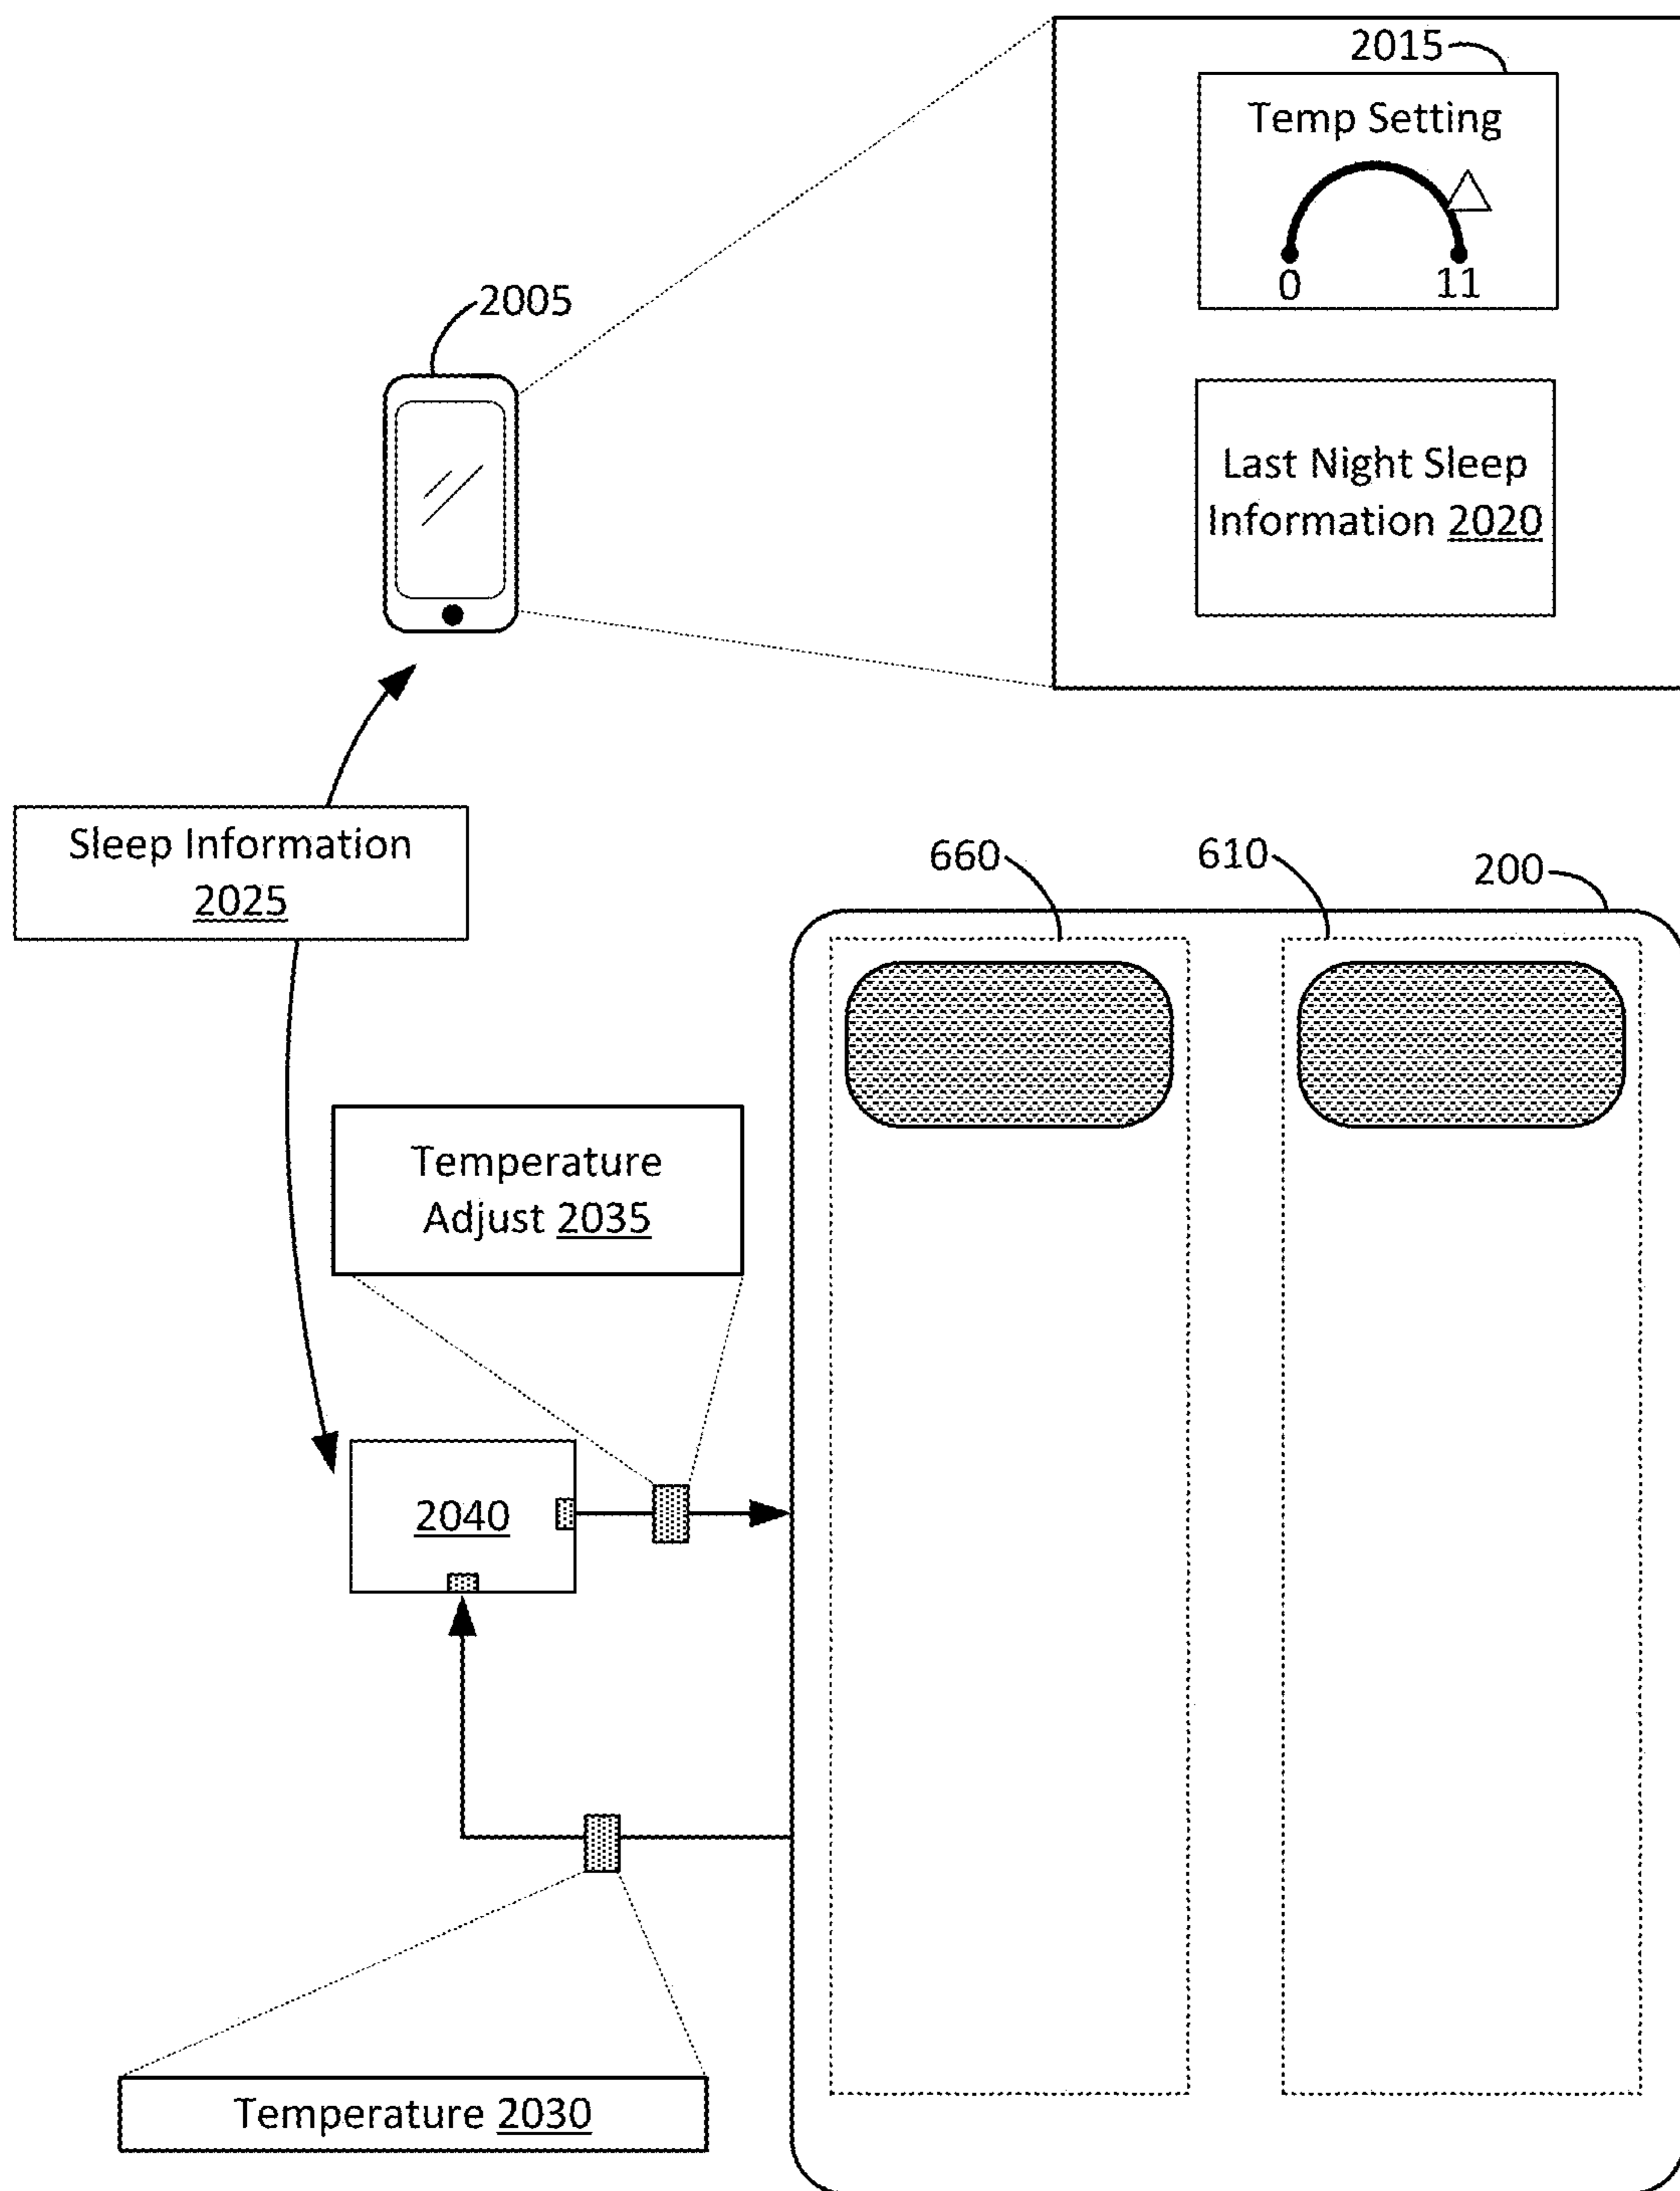 2015
Temp Setting
0 11
2005
Last Night Sleep
Information 2020
Sleep Information
2025
660 610 200
Temperature
Adjust 2035
2040
Temperature 2030